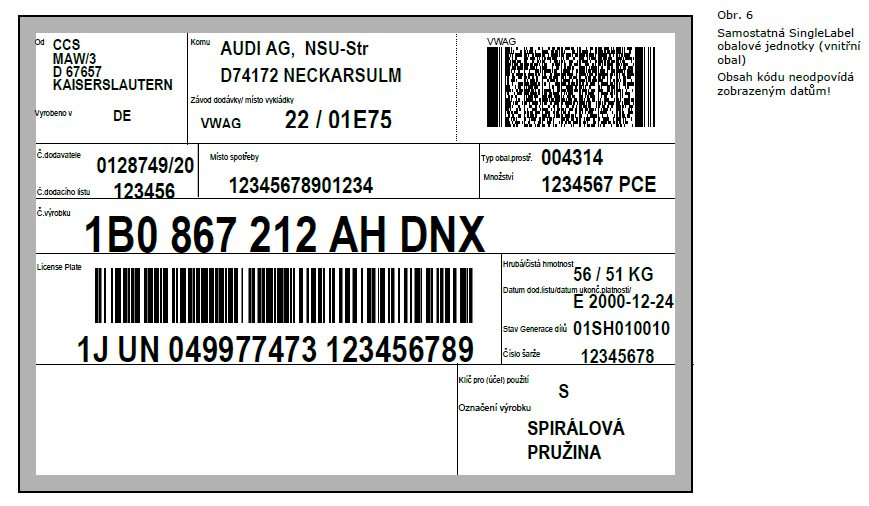 Obr. 6
Samostatná SingleLabel
obalové jednotky (vnitřní
obal)
Obsah kódu neodpovídá
zobrazeným datům!
Od CCS
MAW/3
D 67657
KAISERSLAUTERN
Vyrobeno v DE
Komu AUDI AG, NSU-Str
D74172 NECKARSULM
Závod dodávky/ místo vykládky
VWAG 22 / 01E75
VWAG
Č.dodavatele 0128749/20
Č.dodacího listu 123456
Místo spotřeby
12345678901234
Typ obal.prostř. 004314
Množství 1234567 PCE
Č.výrobku
1B0 867 212 AH DNX
License Plate
1J UN 049977473 123456789
Hrubá/čistá hmotnost 56 / 51 KG
Datum dod.listu/datum ukonč.platnosti/
E 2000-12-24
Stav Generace dílů 01SH010010
Číslo šarže 12345678
Klíč pro (účel) použití
S
Označení výrobku
SPIRÁLOVÁ
PRUŽINA